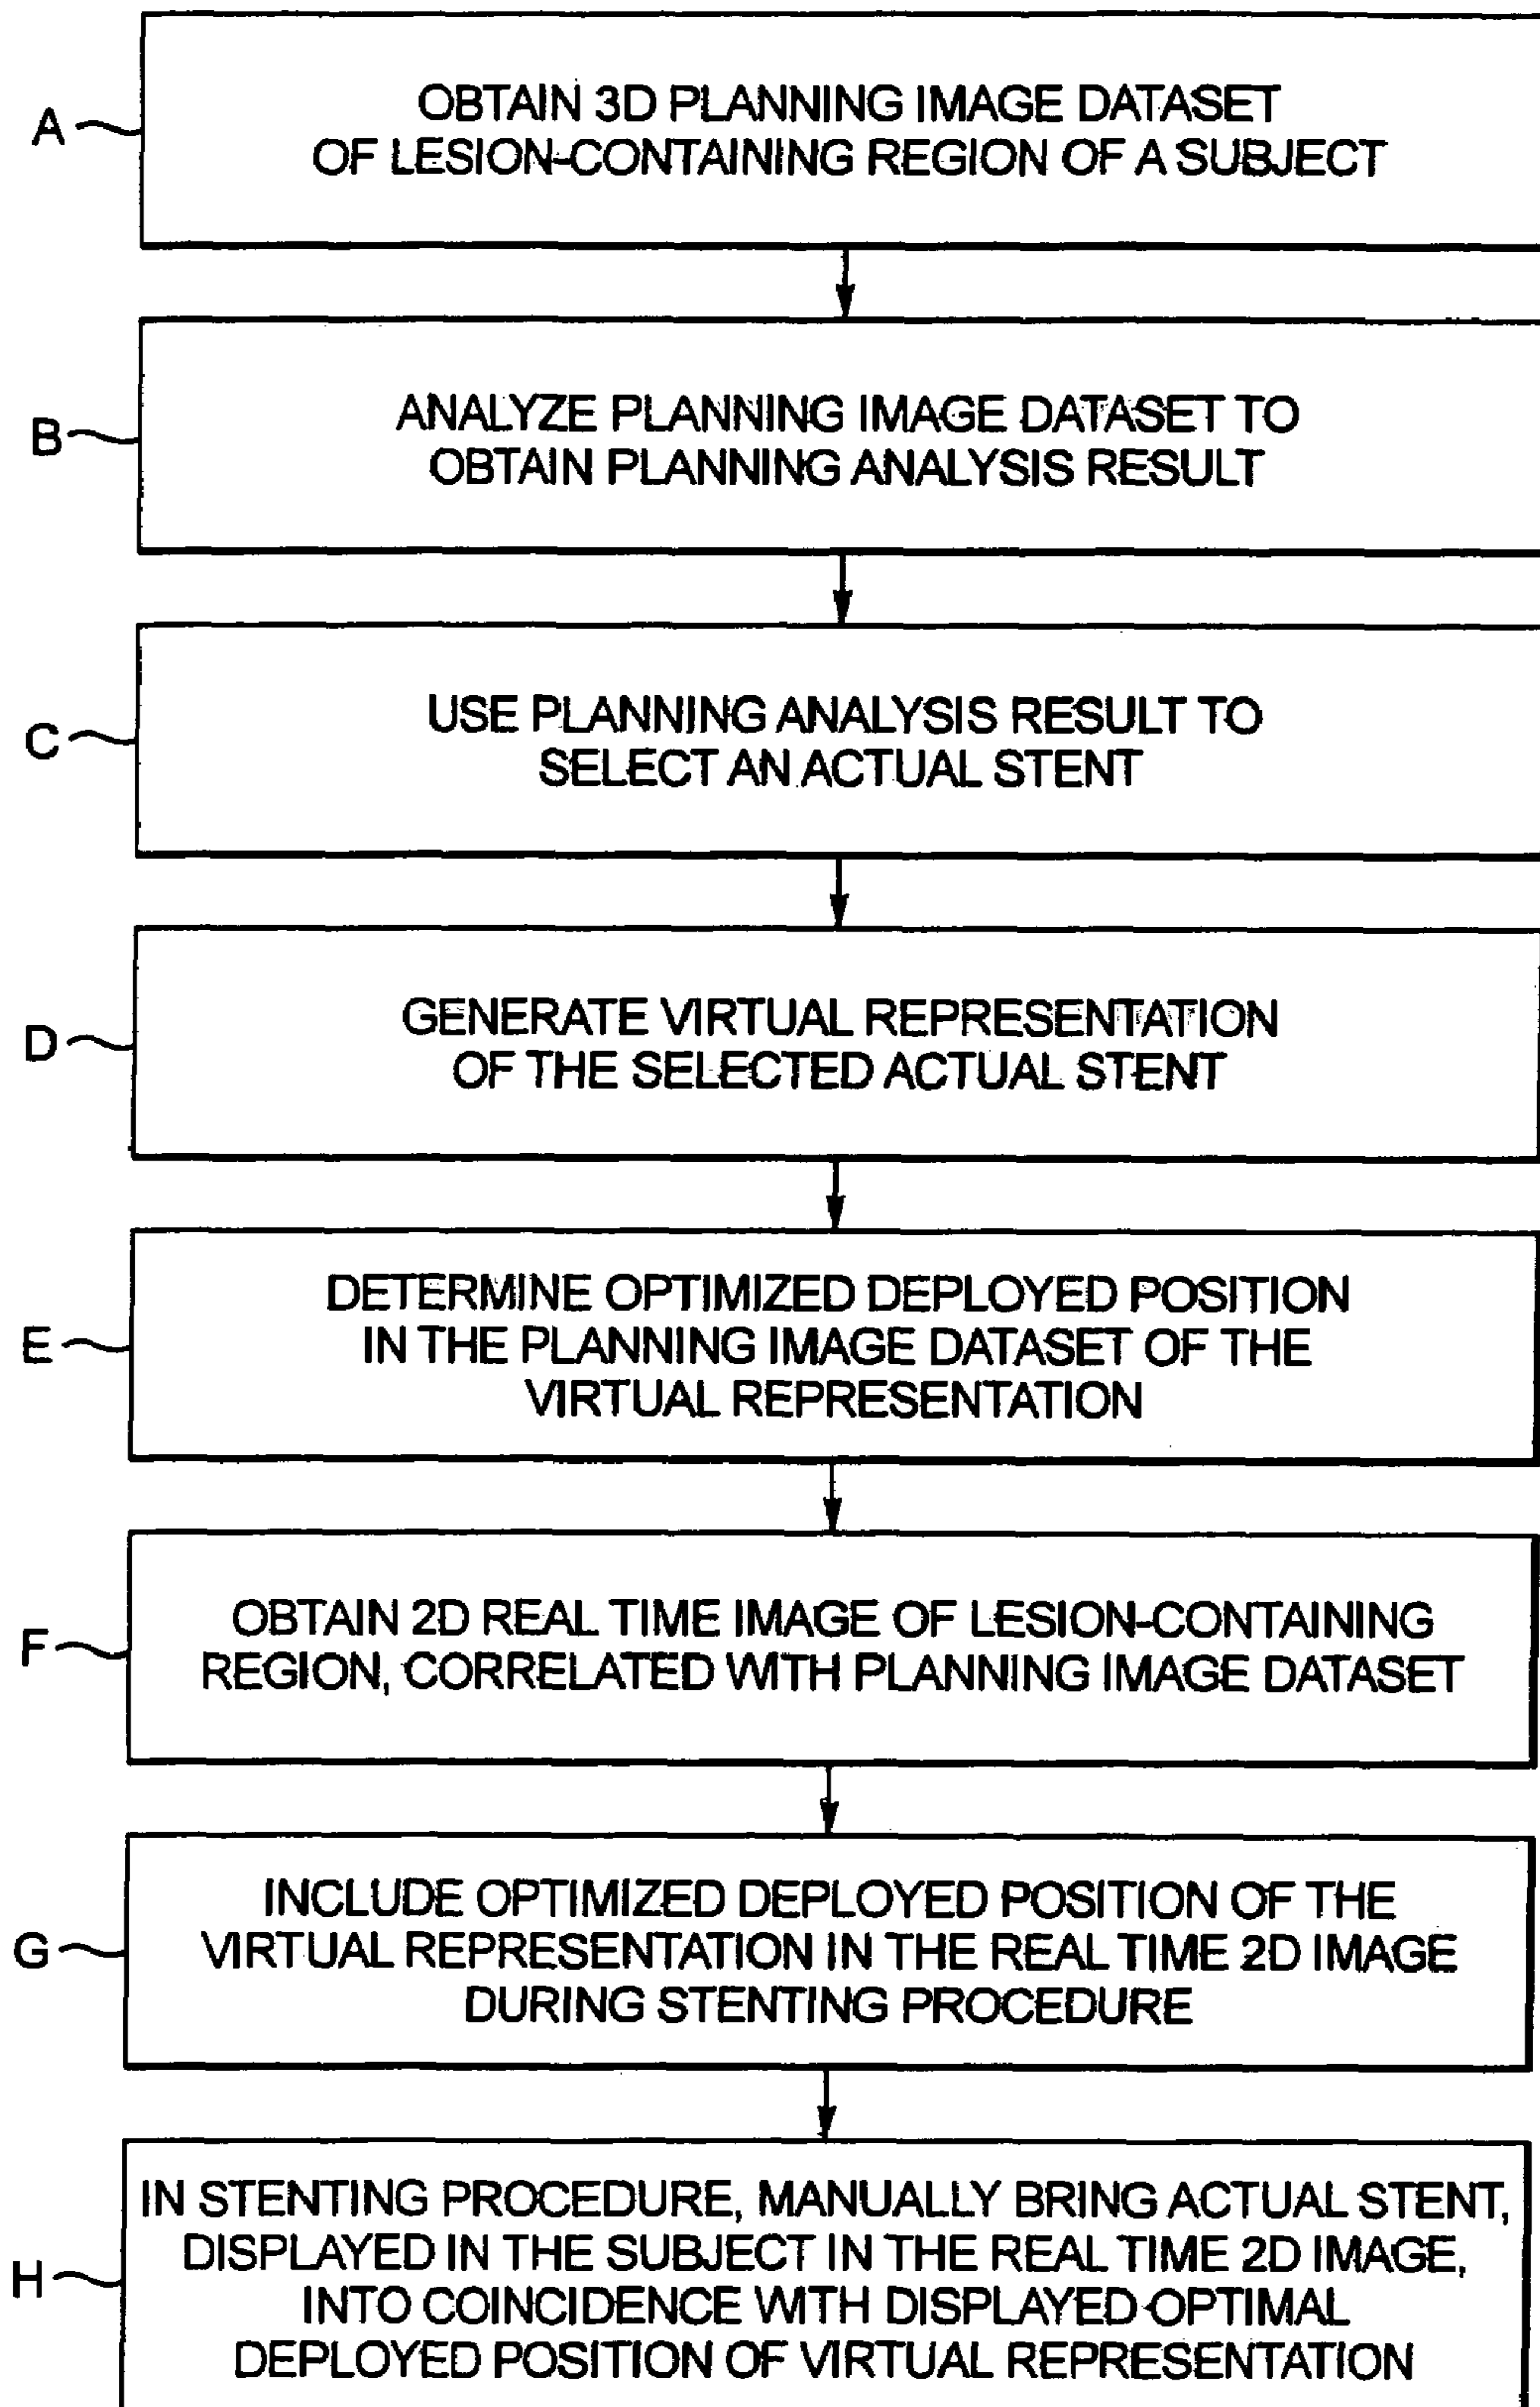 A
OBTAIN 3D PLANNING IMAGE DATASET
OF LESION-CONTAINING REGION OF A SUBJECT
B
ANALYZE PLANNING IMAGE DATASET TO
OBTAIN PLANNING ANALYSIS RESULT
C
USE PLANNING ANALYSIS RESULT TO
SELECT AN ACTUAL STENT
D
GENERATE VIRTUAL REPRESENTATION
OF THE SELECTED ACTUAL STENT
E
DETERMINE OPTIMIZED DEPLOYED POSITION
IN THE PLANNING IMAGE DATASET OF THE
VIRTUAL REPRESENTATION
F
OBTAIN 2D REAL TIME IMAGE OF LESION-CONTAINING
REGION, CORRELATED WITH PLANNING IMAGE DATASET
G
INCLUDE OPTIMIZED DEPLOYED POSITION OF THE
VIRTUAL REPRESENTATION IN THE REAL TIME 2D IMAGE
DURING STENTING PROCEDURE
H
IN STENTING PROCEDURE, MANUALLY BRING ACTUAL STENT,
DISPLAYED IN THE SUBJECT IN THE REAL TIME 2D IMAGE,
INTO COINCIDENCE WITH DISPLAYED OPTIMAL
DEPLOYED POSITION OF VIRTUAL REPRESENTATION